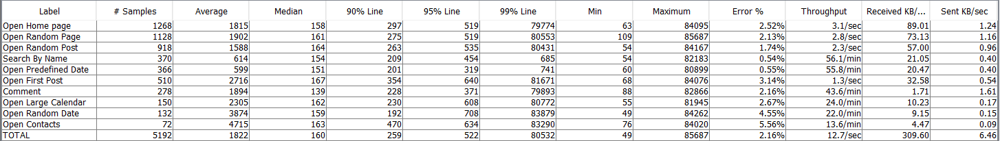 Label # Samples Average Median 90% Line 95% Line 99% Line Min Maximum Error % Throughput Received KB/... Sent KB/sec
Open Home page 1268 1815 158 297 519 79774 63 84095 2.52% 3.1/sec 89.01 1.24
Open Random Page 1128 1902 161 275 519 80553 109 85687 2.13% 2.8/sec 73.13 1.16
Open Random Post 918 1588 164 263 535 80431 54 84167 1.74% 2.3/sec 57.00 0.96
Search By Name 370 614 154 209 454 685 54 82183 0.54% 56.1/min 21.05 0.40
Open Predefined Date 366 599 151 201 319 741 60 80899 0.55% 55.8/min 20.47 0.40
Open First Post 510 2716 167 354 640 81671 68 84076 3.14% 1.3/sec 32.58 0.54
Comment 278 1894 139 228 371 79893 88 82866 2.16% 43.6/min 1.71 1.61
Open Large Calendar 150 2305 162 230 608 80772 55 81945 2.67% 24.0/min 10.23 0.17
Open Random Date 132 3874 159 192 708 83879 49 84262 4.55% 22.0/min 9.15 0.15
Open Contacts 72 4715 163 470 634 83290 76 84020 5.56% 13.6/min 4.47 0.09
TOTAL 5192 1822 160 259 522 80532 49 85687 2.16% 12.7/sec 309.60 6.46